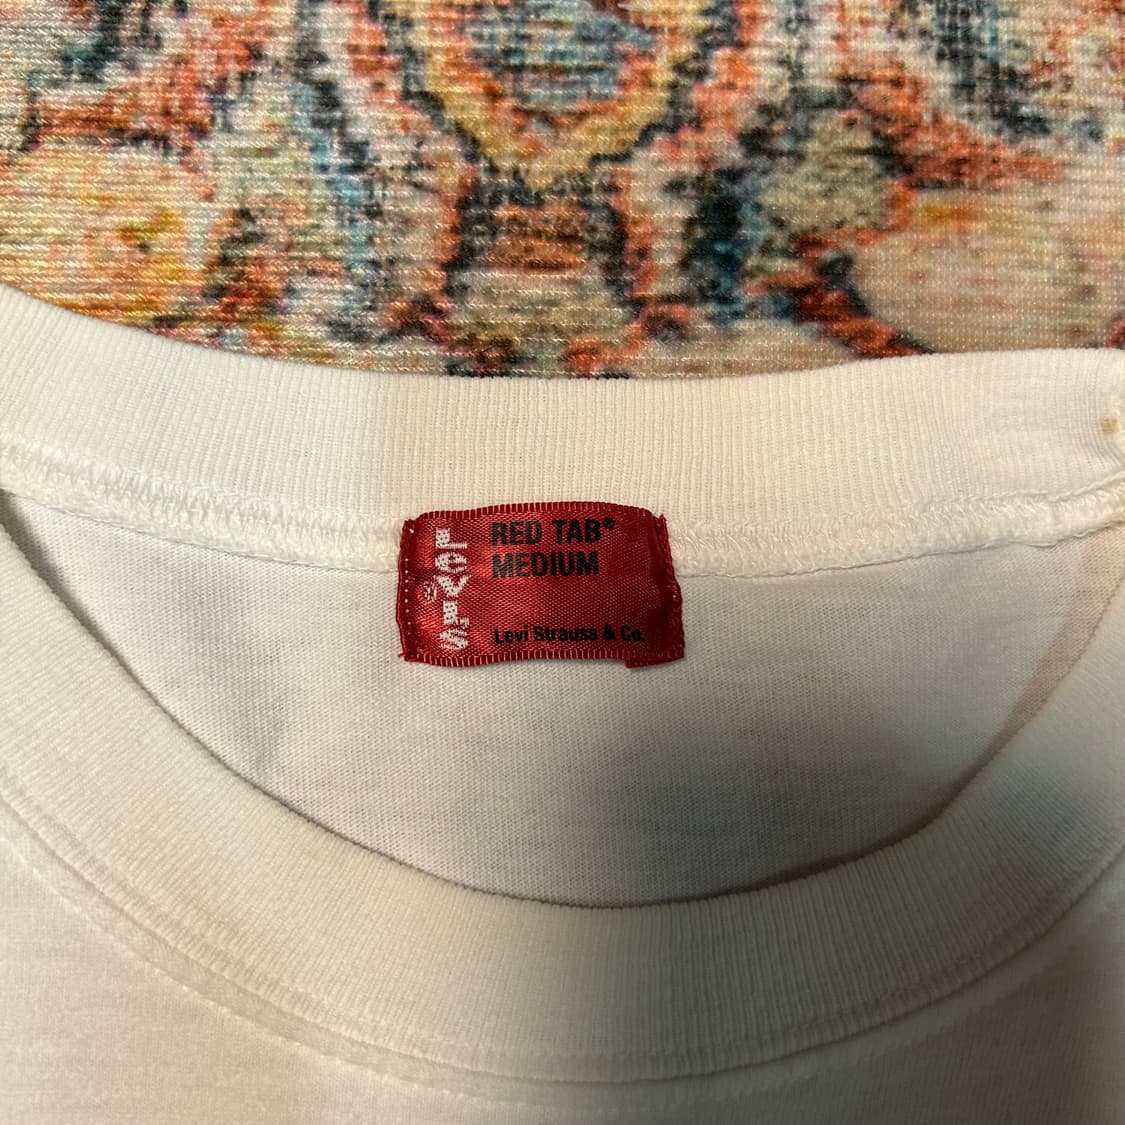 Levi's
®
RED TAB®
MEDIUM
Levi Strauss & Co.